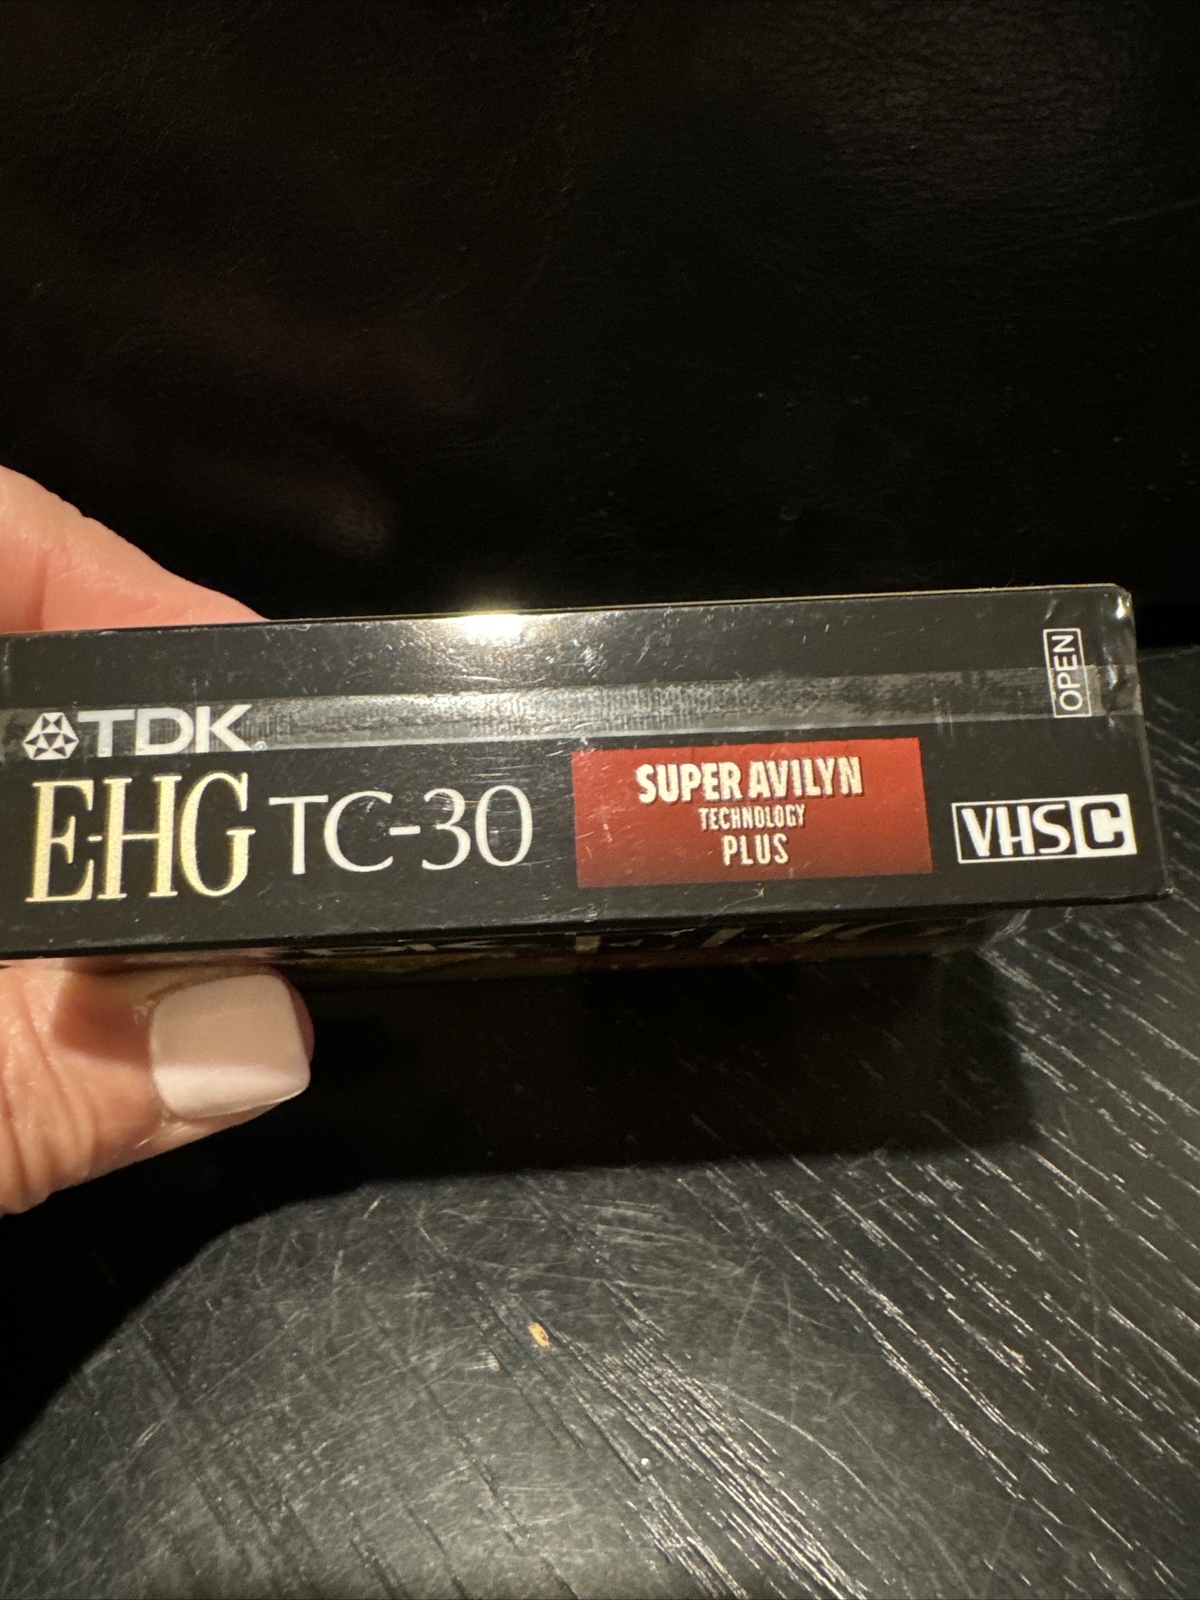 OPEN
TDK®
E-HG TC-30
SUPER AVILYN
TECHNOLOGY
PLUS
VHS C